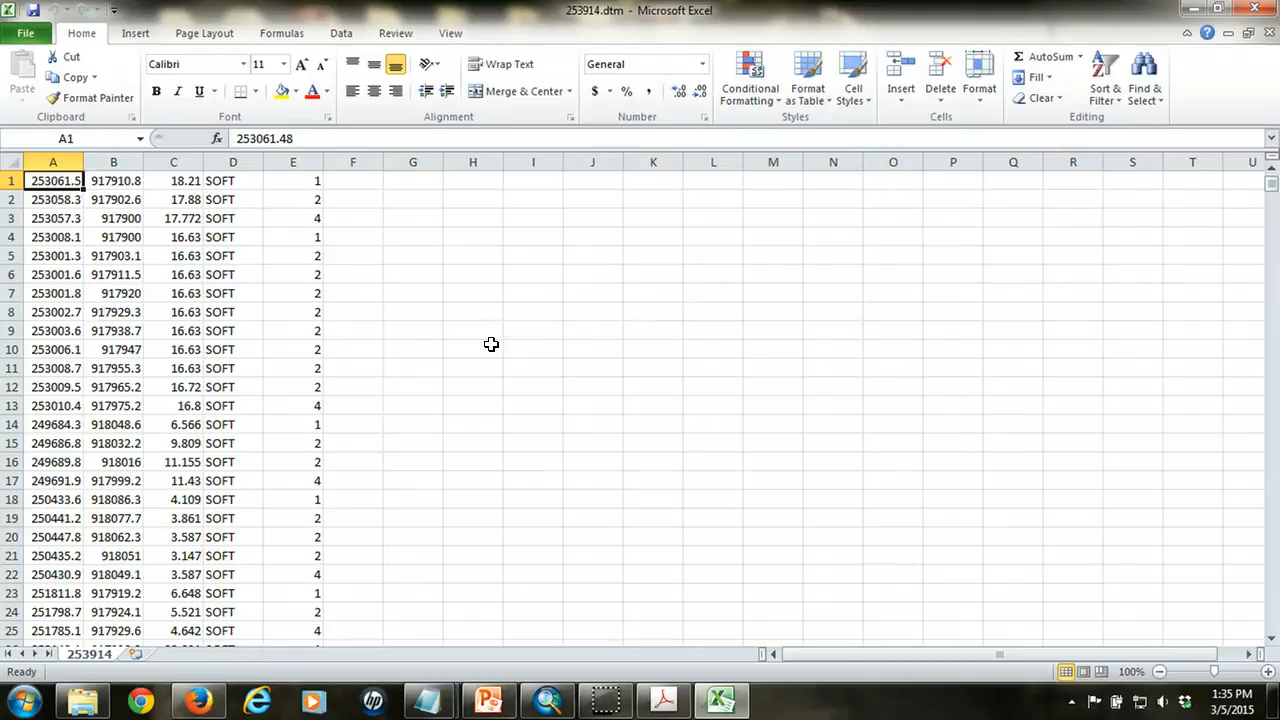 253914.dtm - Microsoft Excel
File Home Insert Page Layout Formulas Data Review View
Cut
Copy
Format Painter
Paste
Clipboard
Calibri 11
B I U
Font
Wrap Text
Merge & Center
Alignment
General
$ % ,
Number
Conditional Formatting
Format as Table
Cell Styles
Styles
Insert Delete Format
Cells
AutoSum
Fill
Clear
Sort & Filter
Find & Select
Editing
A1 fx 253061.48
A B C D E F G H I J K L M N O P Q R S T U
1 253061.5 917910.8 18.21 SOFT 1
2 253058.3 917902.6 17.88 SOFT 2
3 253057.3 917900 17.772 SOFT 4
4 253008.1 917900 16.63 SOFT 1
5 253001.3 917903.1 16.63 SOFT 2
6 253001.6 917911.5 16.63 SOFT 2
7 253001.8 917920 16.63 SOFT 2
8 253002.7 917929.3 16.63 SOFT 2
9 253003.6 917938.7 16.63 SOFT 2
10 253006.1 917947 16.63 SOFT 2
11 253008.7 917955.3 16.63 SOFT 2
12 253009.5 917965.2 16.72 SOFT 2
13 253010.4 917975.2 16.8 SOFT 4
14 249684.3 918048.6 6.566 SOFT 1
15 249686.8 918032.2 9.809 SOFT 2
16 249689.8 918016 11.155 SOFT 2
17 249691.9 917999.2 11.43 SOFT 4
18 250433.6 918086.3 4.109 SOFT 1
19 250441.2 918077.7 3.861 SOFT 2
20 250447.8 918062.3 3.587 SOFT 2
21 250435.2 918051 3.147 SOFT 2
22 250430.9 918049.1 3.587 SOFT 4
23 251811.8 917919.2 6.648 SOFT 1
24 251798.7 917924.1 5.521 SOFT 2
25 251785.1 917929.6 4.642 SOFT 4
253914
Ready 100%
1:35 PM
3/5/2015